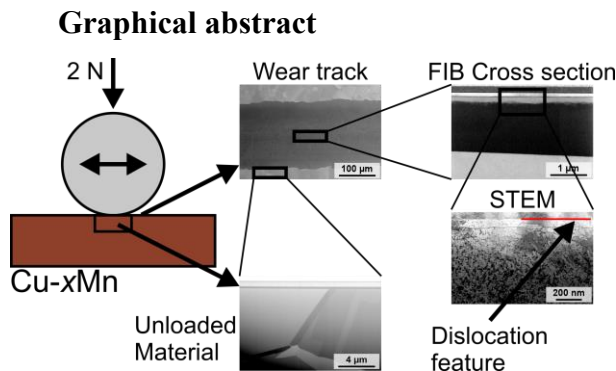 Graphical abstract
2 N
Wear track
FIB Cross section
100 µm
1 µm
STEM
200 nm
Cu-xMn
Unloaded
Material
4 µm
Dislocation
feature